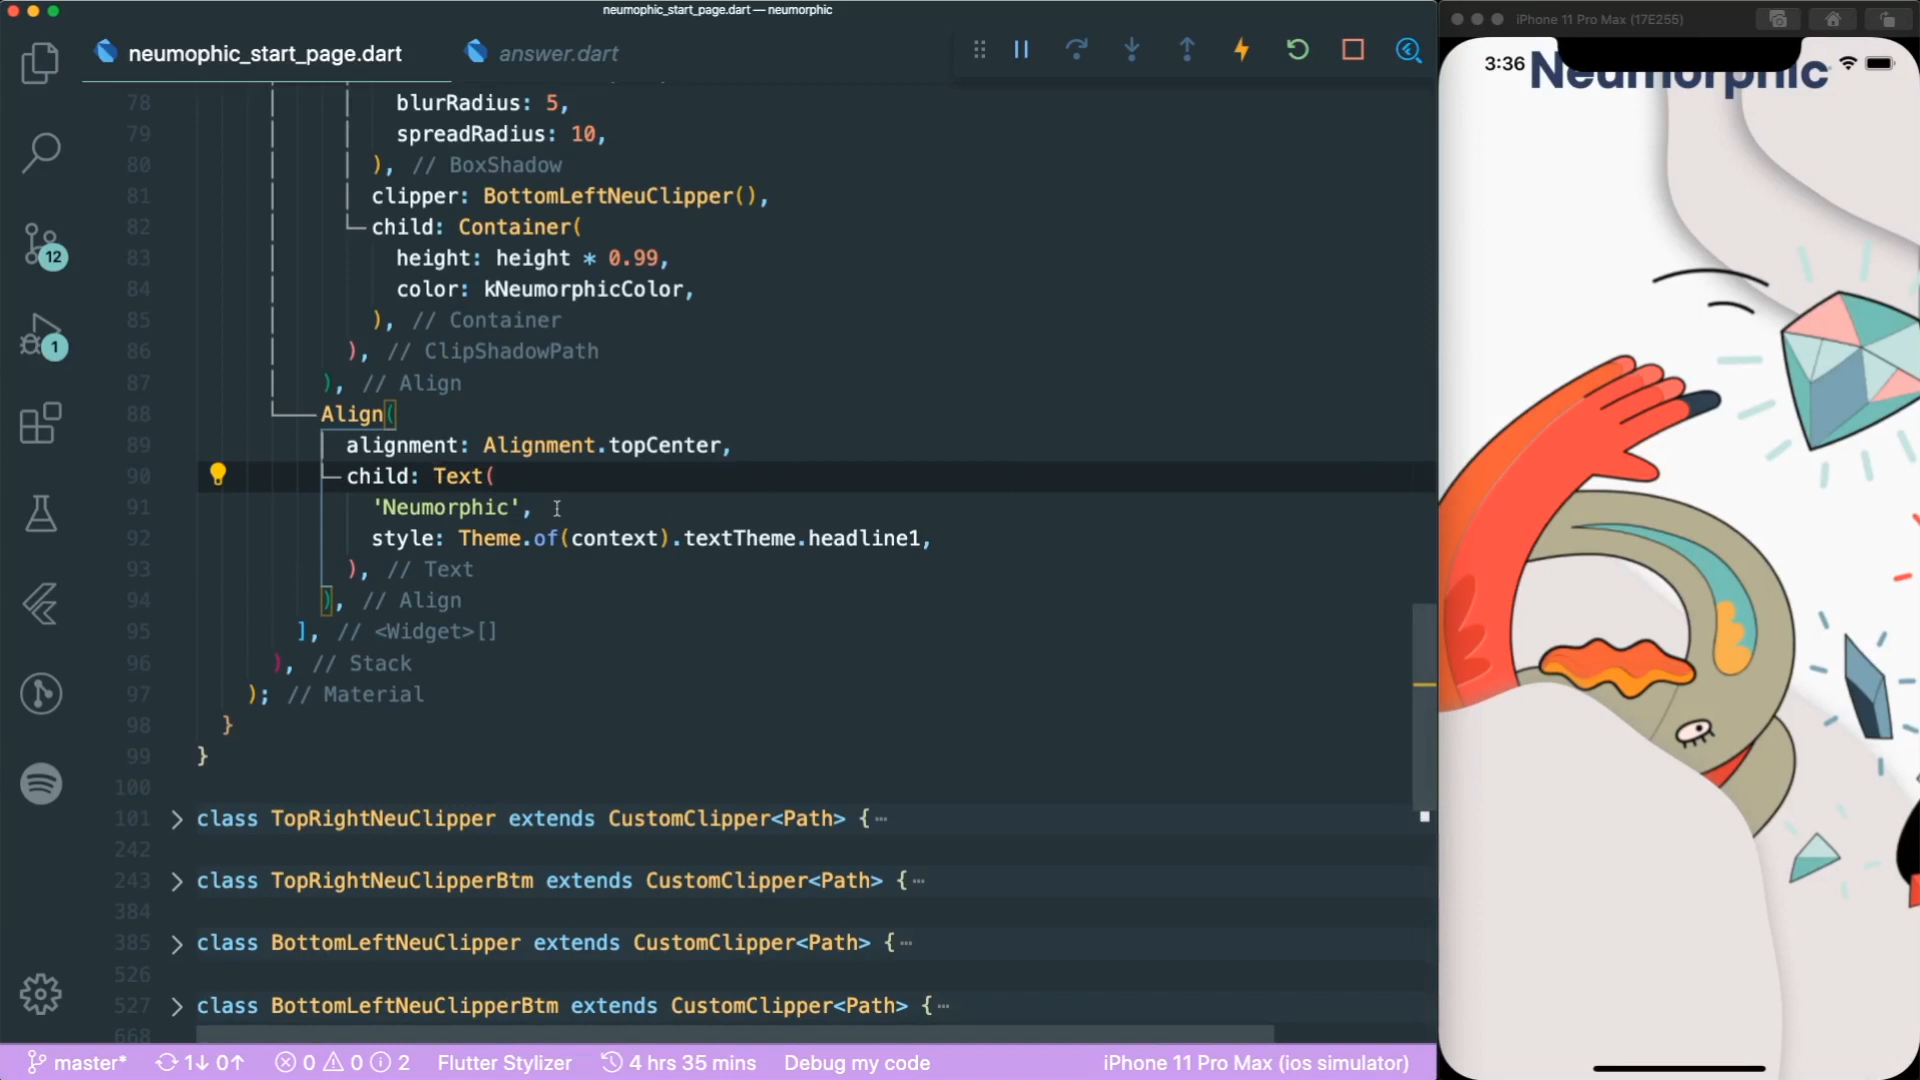 neumophic_start_page.dart — neumorphic
iPhone 11 Pro Max (17E255)
neumophic_start_page.dart
answer.dart
3:36
Neumorphic
78 blurRadius: 5,
79 spreadRadius: 10,
80 ), // BoxShadow
81 clipper: BottomLeftNeuClipper(),
82 child: Container(
83 height: height * 0.99,
84 color: kNeumorphicColor,
85 ), // Container
86 ), // ClipShadowPath
87 ), // Align
88 Align(
89 alignment: Alignment.topCenter,
90 child: Text(
91 'Neumorphic',
92 style: Theme.of(context).textTheme.headline1,
93 ), // Text
94 ), // Align
95 ], // <Widget>[]
96 ), // Stack
97 ); // Material
98 }
99 }
100
101 class TopRightNeuClipper extends CustomClipper<Path> {⋯
242
243 class TopRightNeuClipperBtm extends CustomClipper<Path> {⋯
384
385 class BottomLeftNeuClipper extends CustomClipper<Path> {⋯
526
527 class BottomLeftNeuClipperBtm extends CustomClipper<Path> {⋯
668
12
1
master* 1↓ 0↑ 0 0 2 Flutter Stylizer 4 hrs 35 mins Debug my code iPhone 11 Pro Max (ios simulator)